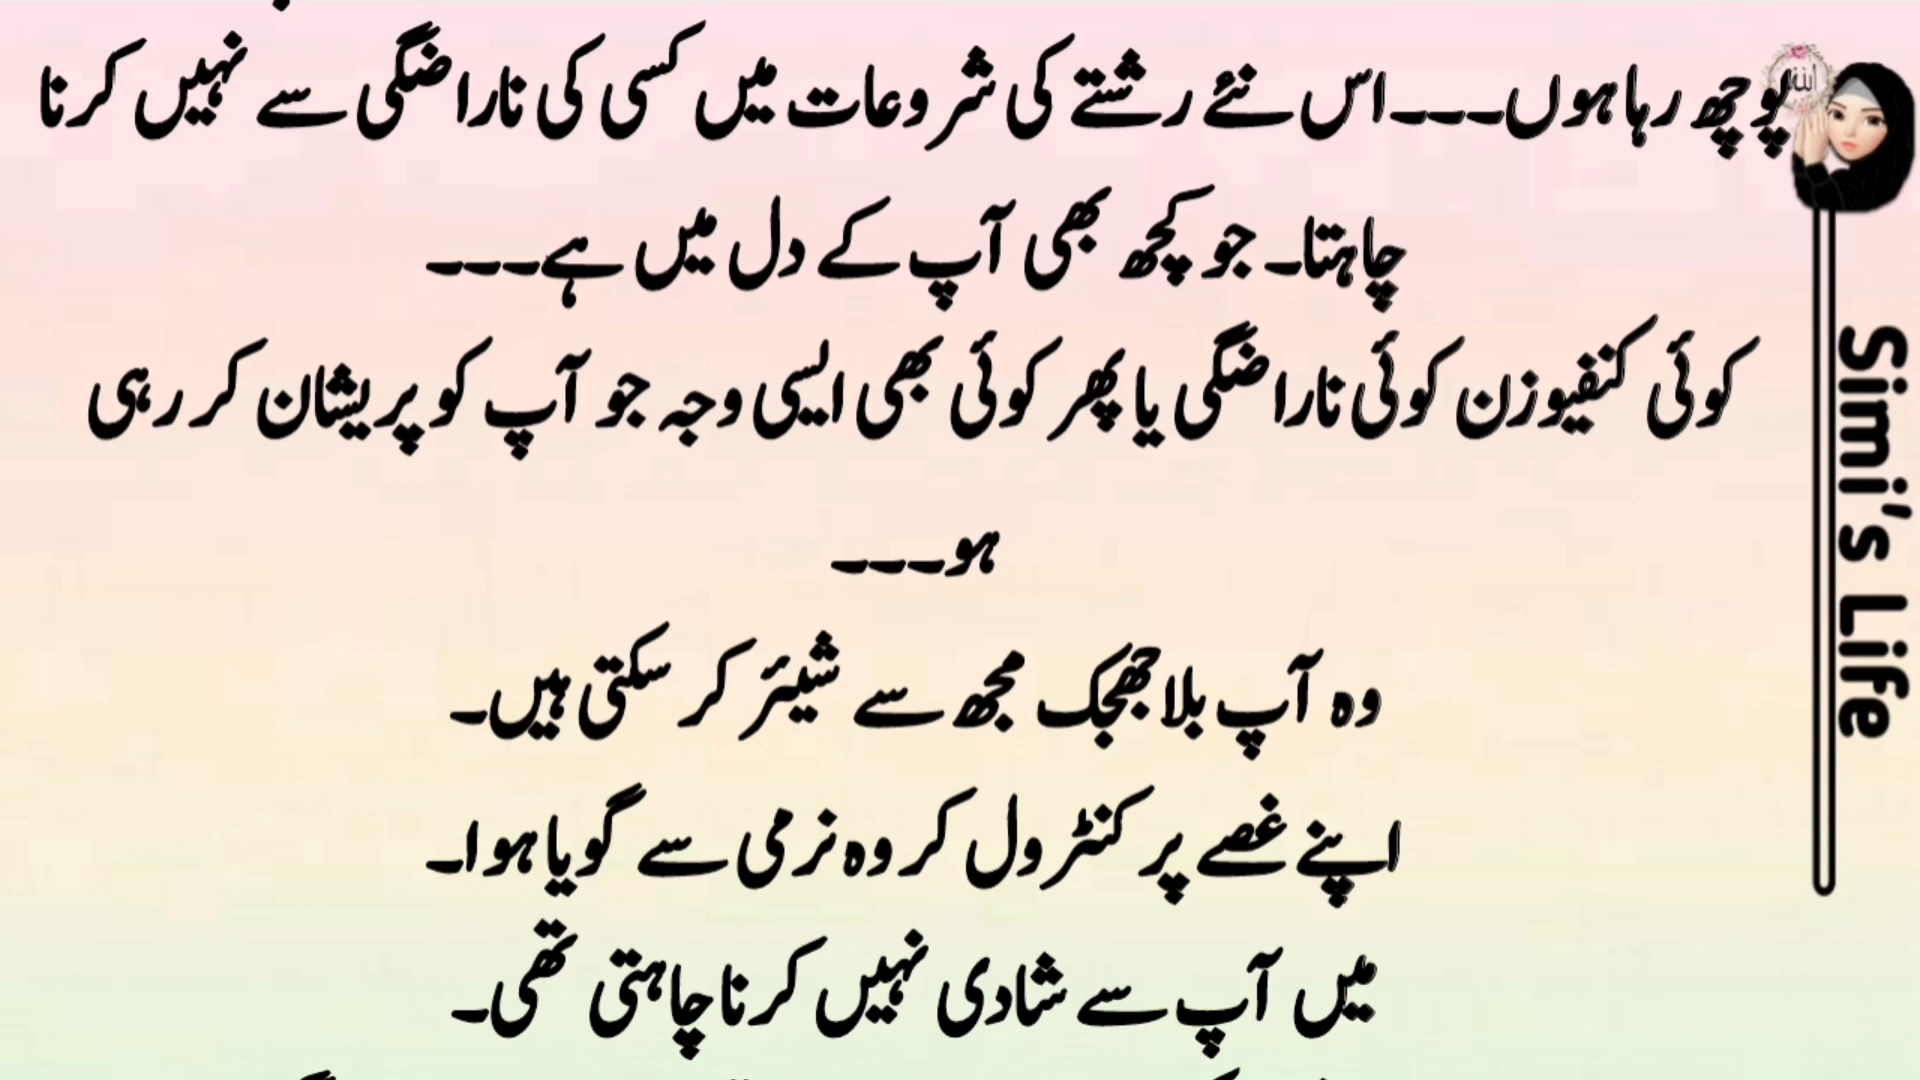 پوچھ رہا ہوں۔۔۔اس نئے رشتے کی شروعات میں کسی کی ناراضگی سے نہیں کرنا
چاہتا۔ جو کچھ بھی آپ کے دل میں ہے۔۔۔
کوئی کنفیوزن کوئی ناراضگی یا پھر کوئی بھی ایسی وجہ جو آپ کو پریشان کر رہی
ہو۔۔۔
وہ آپ بلا جھجک مجھ سے شیئر کر سکتی ہیں۔
اپنے غصے پر کنٹرول کر وہ نرمی سے گویا ہوا۔
میں آپ سے شادی نہیں کرنا چاہتی تھی۔
الله
Simi's Life